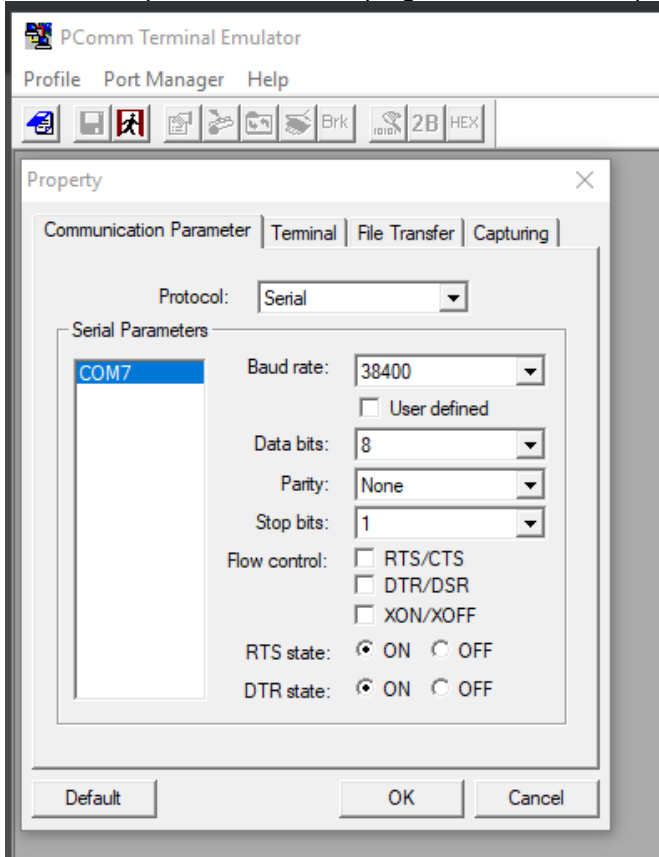 PComm Terminal Emulator
Profile Port Manager Help
Brk 2B HEX
Property
Communication Parameter Terminal File Transfer Capturing
Protocol: Serial
Serial Parameters
COM7
Baud rate: 38400
User defined
Data bits: 8
Parity: None
Stop bits: 1
Flow control: RTS/CTS
DTR/DSR
XON/XOFF
RTS state: ON OFF
DTR state: ON OFF
Default OK Cancel